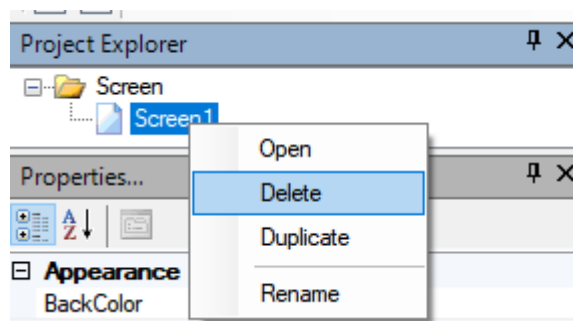 Project Explorer
Screen
Screen1
Open
Properties...
Delete
Duplicate
Appearance
Rename
BackColor